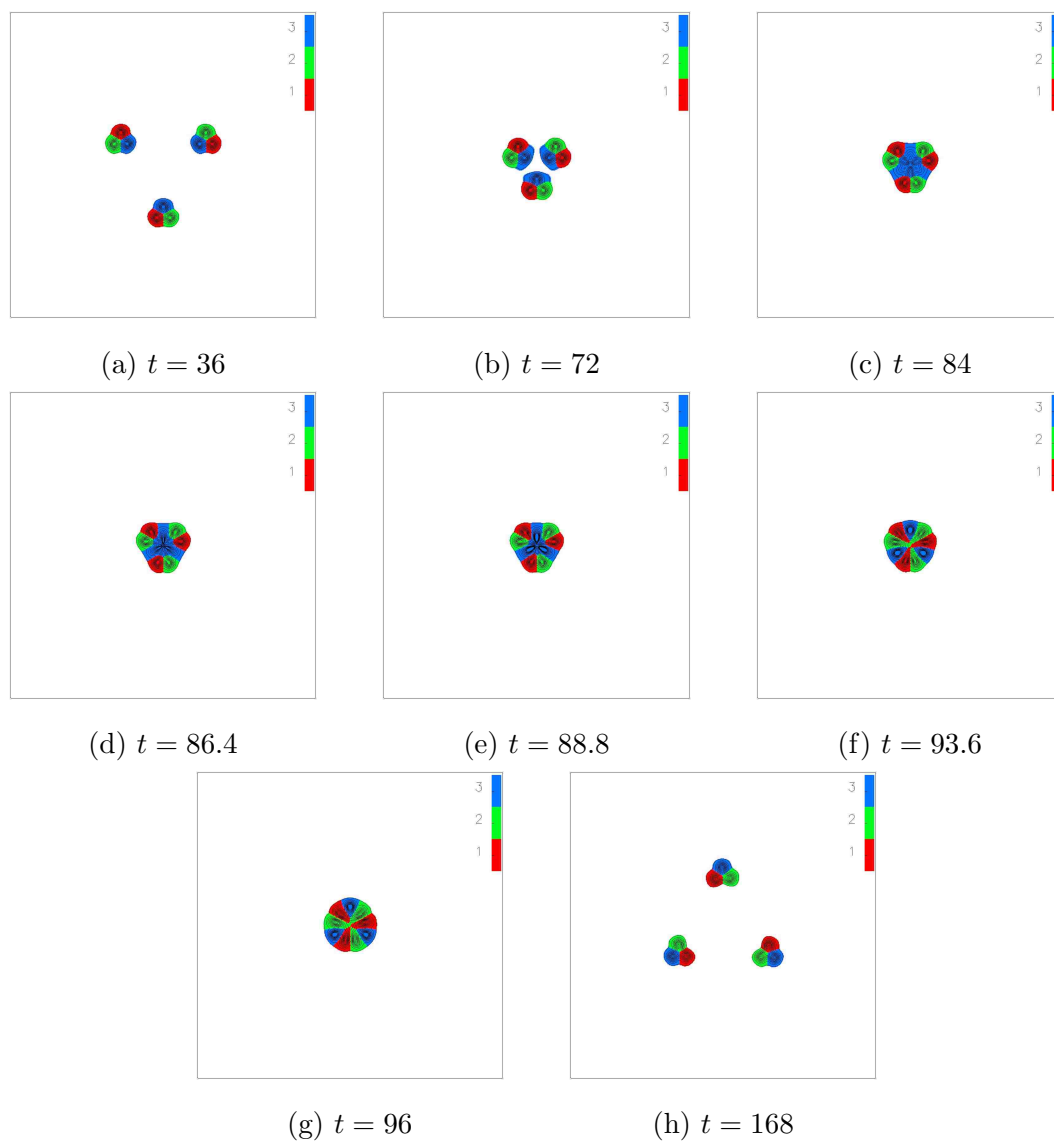 3 3 3
2 2 2
1 1 1
(a) t = 36 (b) t = 72 (c) t = 84
3 3 3
2 2 2
1 1 1
(d) t = 86.4 (e) t = 88.8 (f) t = 93.6
3 3
2 2
1 1
(g) t = 96 (h) t = 168